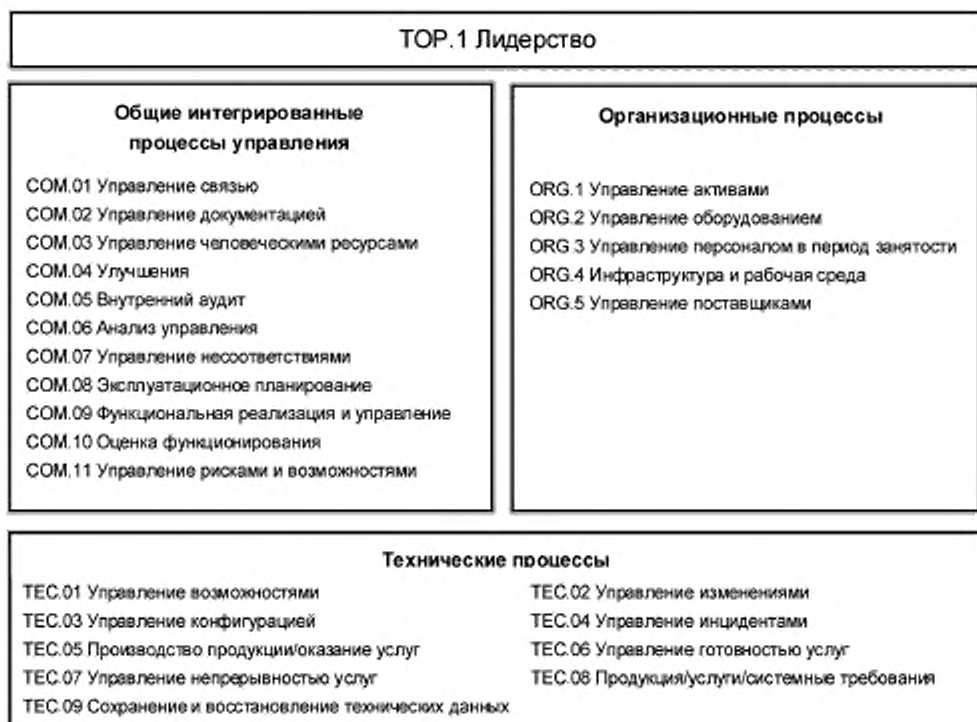 TOP.1 Лидерство
Общие интегрированные
процессы управления
COM.01 Управление связью
COM.02 Управление документацией
COM.03 Управление человеческими ресурсами
COM.04 Улучшения
COM.05 Внутренний аудит
COM.06 Анализ управления
COM.07 Управление несоответствиями
COM.08 Эксплуатационное планирование
COM.09 Функциональная реализация и управление
COM.10 Оценка функционирования
COM.11 Управление рисками и возможностями
Организационные процессы
ORG.1 Управление активами
ORG.2 Управление оборудованием
ORG 3 Управление персоналом в период занятости
ORG.4 Инфраструктура и рабочая среда
ORG.5 Управление поставщиками
Технические процессы
TEC.01 Управление возможностями
TEC.02 Управление изменениями
TEC.03 Управление конфигурацией
TEC.04 Управление инцидентами
TEC.05 Производство продукции/оказание услуг
TEC.06 Управление готовностью услуг
TEC.07 Управление непрерывностью услуг
TEC.08 Продукция/услуги/системные требования
TEC.09 Сохранение и восстановление технических данных